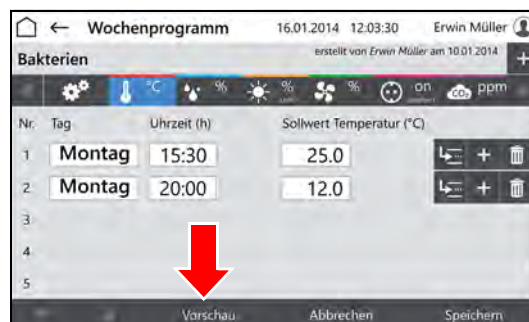 Wochenprogramm 16.01.2014 12:03:30 Erwin Müller
Bakterien erstellt von Erwin Müller am 10.01.2014 +
°C % % % on CO₂ ppm
Nr. Tag Uhrzeit (h) Sollwert Temperatur (°C)
1 Montag 15:30 25.0 +
2 Montag 20:00 12.0 +
3
4
5
Vorschau Abbrechen Speichern